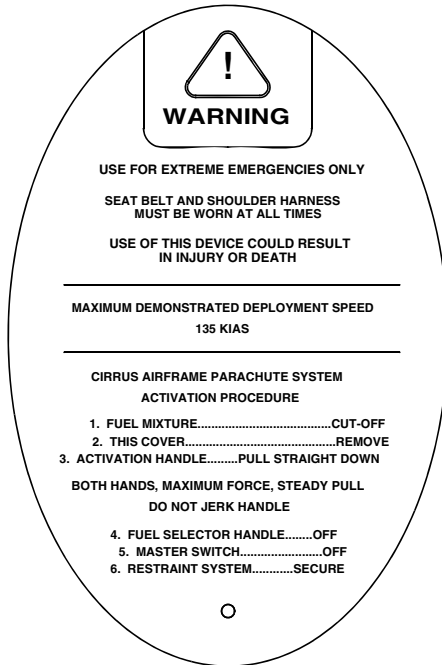 !
WARNING
USE FOR EXTREME EMERGENCIES ONLY
SEAT BELT AND SHOULDER HARNESS
MUST BE WORN AT ALL TIMES
USE OF THIS DEVICE COULD RESULT
IN INJURY OR DEATH
MAXIMUM DEMONSTRATED DEPLOYMENT SPEED
135 KIAS
CIRRUS AIRFRAME PARACHUTE SYSTEM
ACTIVATION PROCEDURE
1. FUEL MIXTURE........................................CUT-OFF
2. THIS COVER.............................................REMOVE
3. ACTIVATION HANDLE.........PULL STRAIGHT DOWN
BOTH HANDS, MAXIMUM FORCE, STEADY PULL
DO NOT JERK HANDLE
4. FUEL SELECTOR HANDLE........OFF
5. MASTER SWITCH.........................OFF
6. RESTRAINT SYSTEM............SECURE